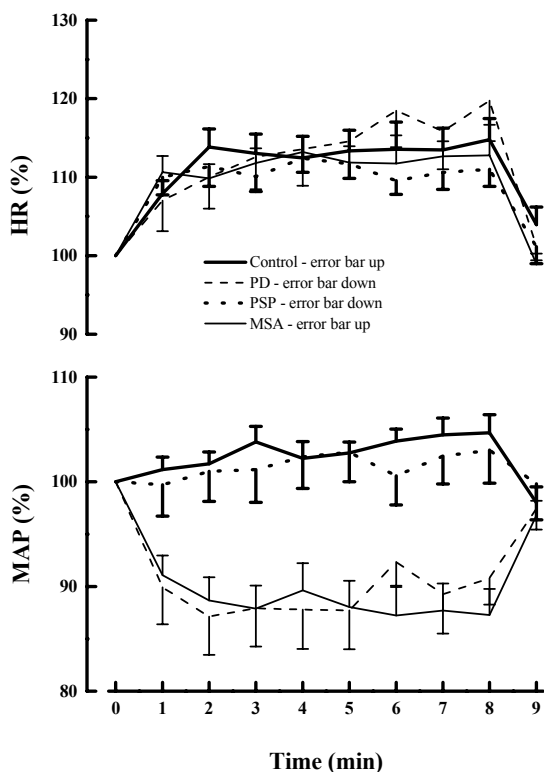 130
120
110
100
90
HR (%)
Control - error bar up
PD - error bar down
PSP - error bar down
MSA - error bar up
110
100
90
80
MAP (%)
0 1 2 3 4 5 6 7 8 9
Time (min)